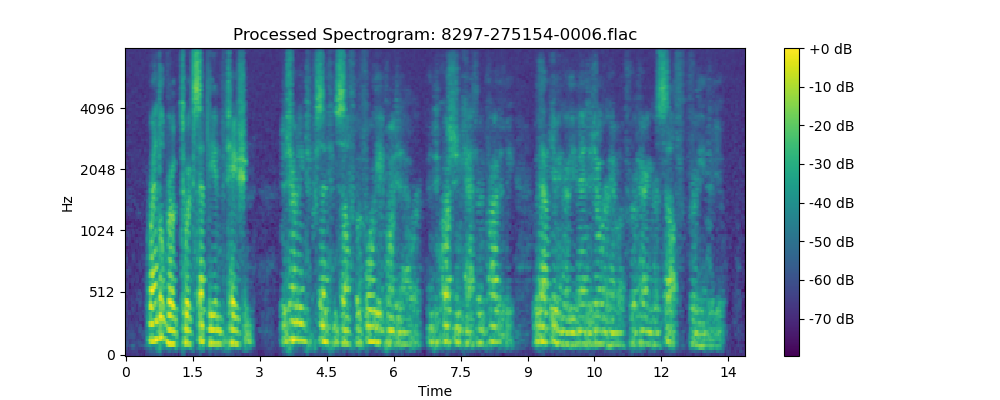 Processed Spectrogram: 8297-275154-0006.flac
Hz
4096
2048
1024
512
0
0 1.5 3 4.5 6 7.5 9 10 12 14
Time
+0 dB
-10 dB
-20 dB
-30 dB
-40 dB
-50 dB
-60 dB
-70 dB